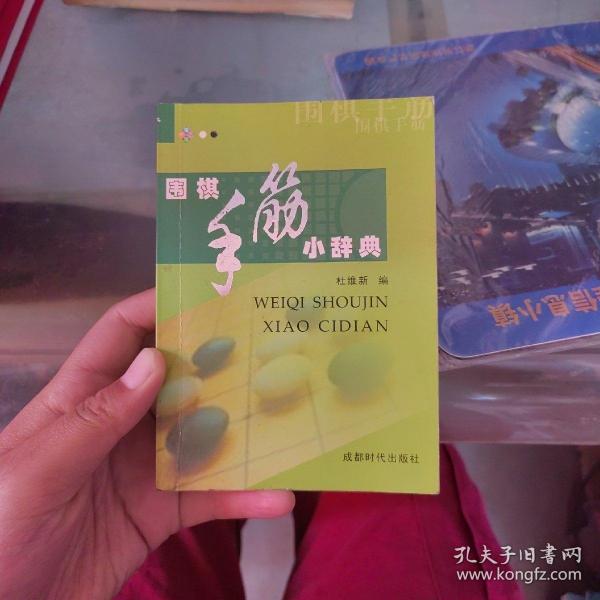 围棋手筋
围棋手筋
围棋
手筋
小辞典
杜维新 编
WEIQI SHOUJIN
XIAO CIDIAN
成都时代出版社
信息小镇
孔夫子旧书网
www.kongfz.com